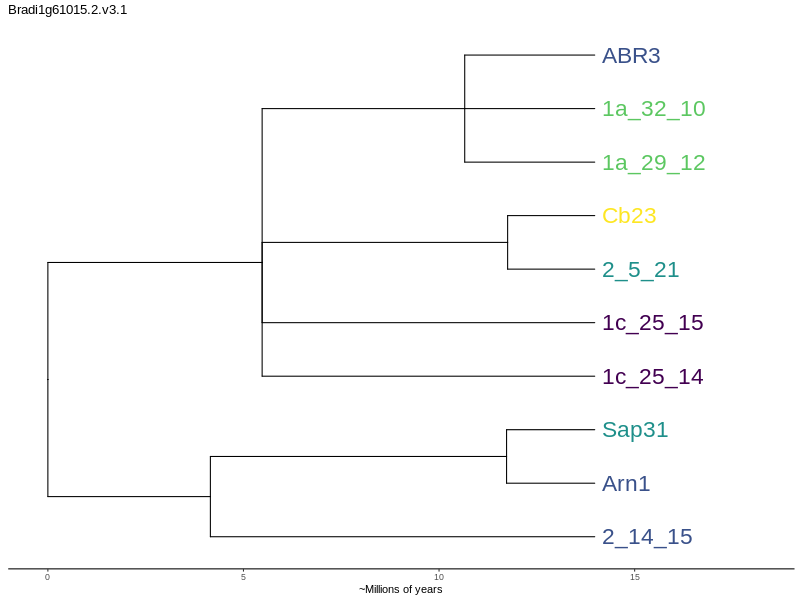 Bradi1g61015.2.v3.1
ABR3
1a_32_10
1a_29_12
Cb23
2_5_21
1c_25_15
1c_25_14
Sap31
Arn1
2_14_15
0 5 10 15
~Millions of years